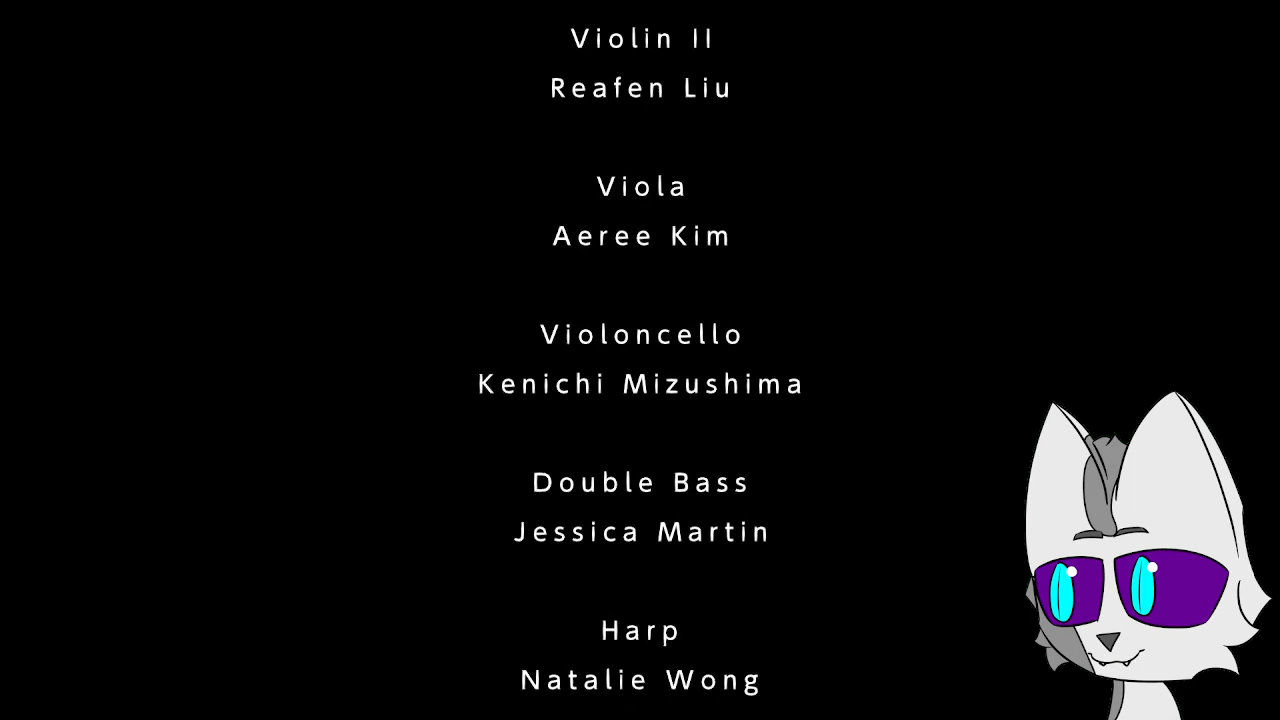 Violin II
Reafen Liu
Viola
Aeree Kim
Violoncello
Kenichi Mizushima
Double Bass
Jessica Martin
Harp
Natalie Wong